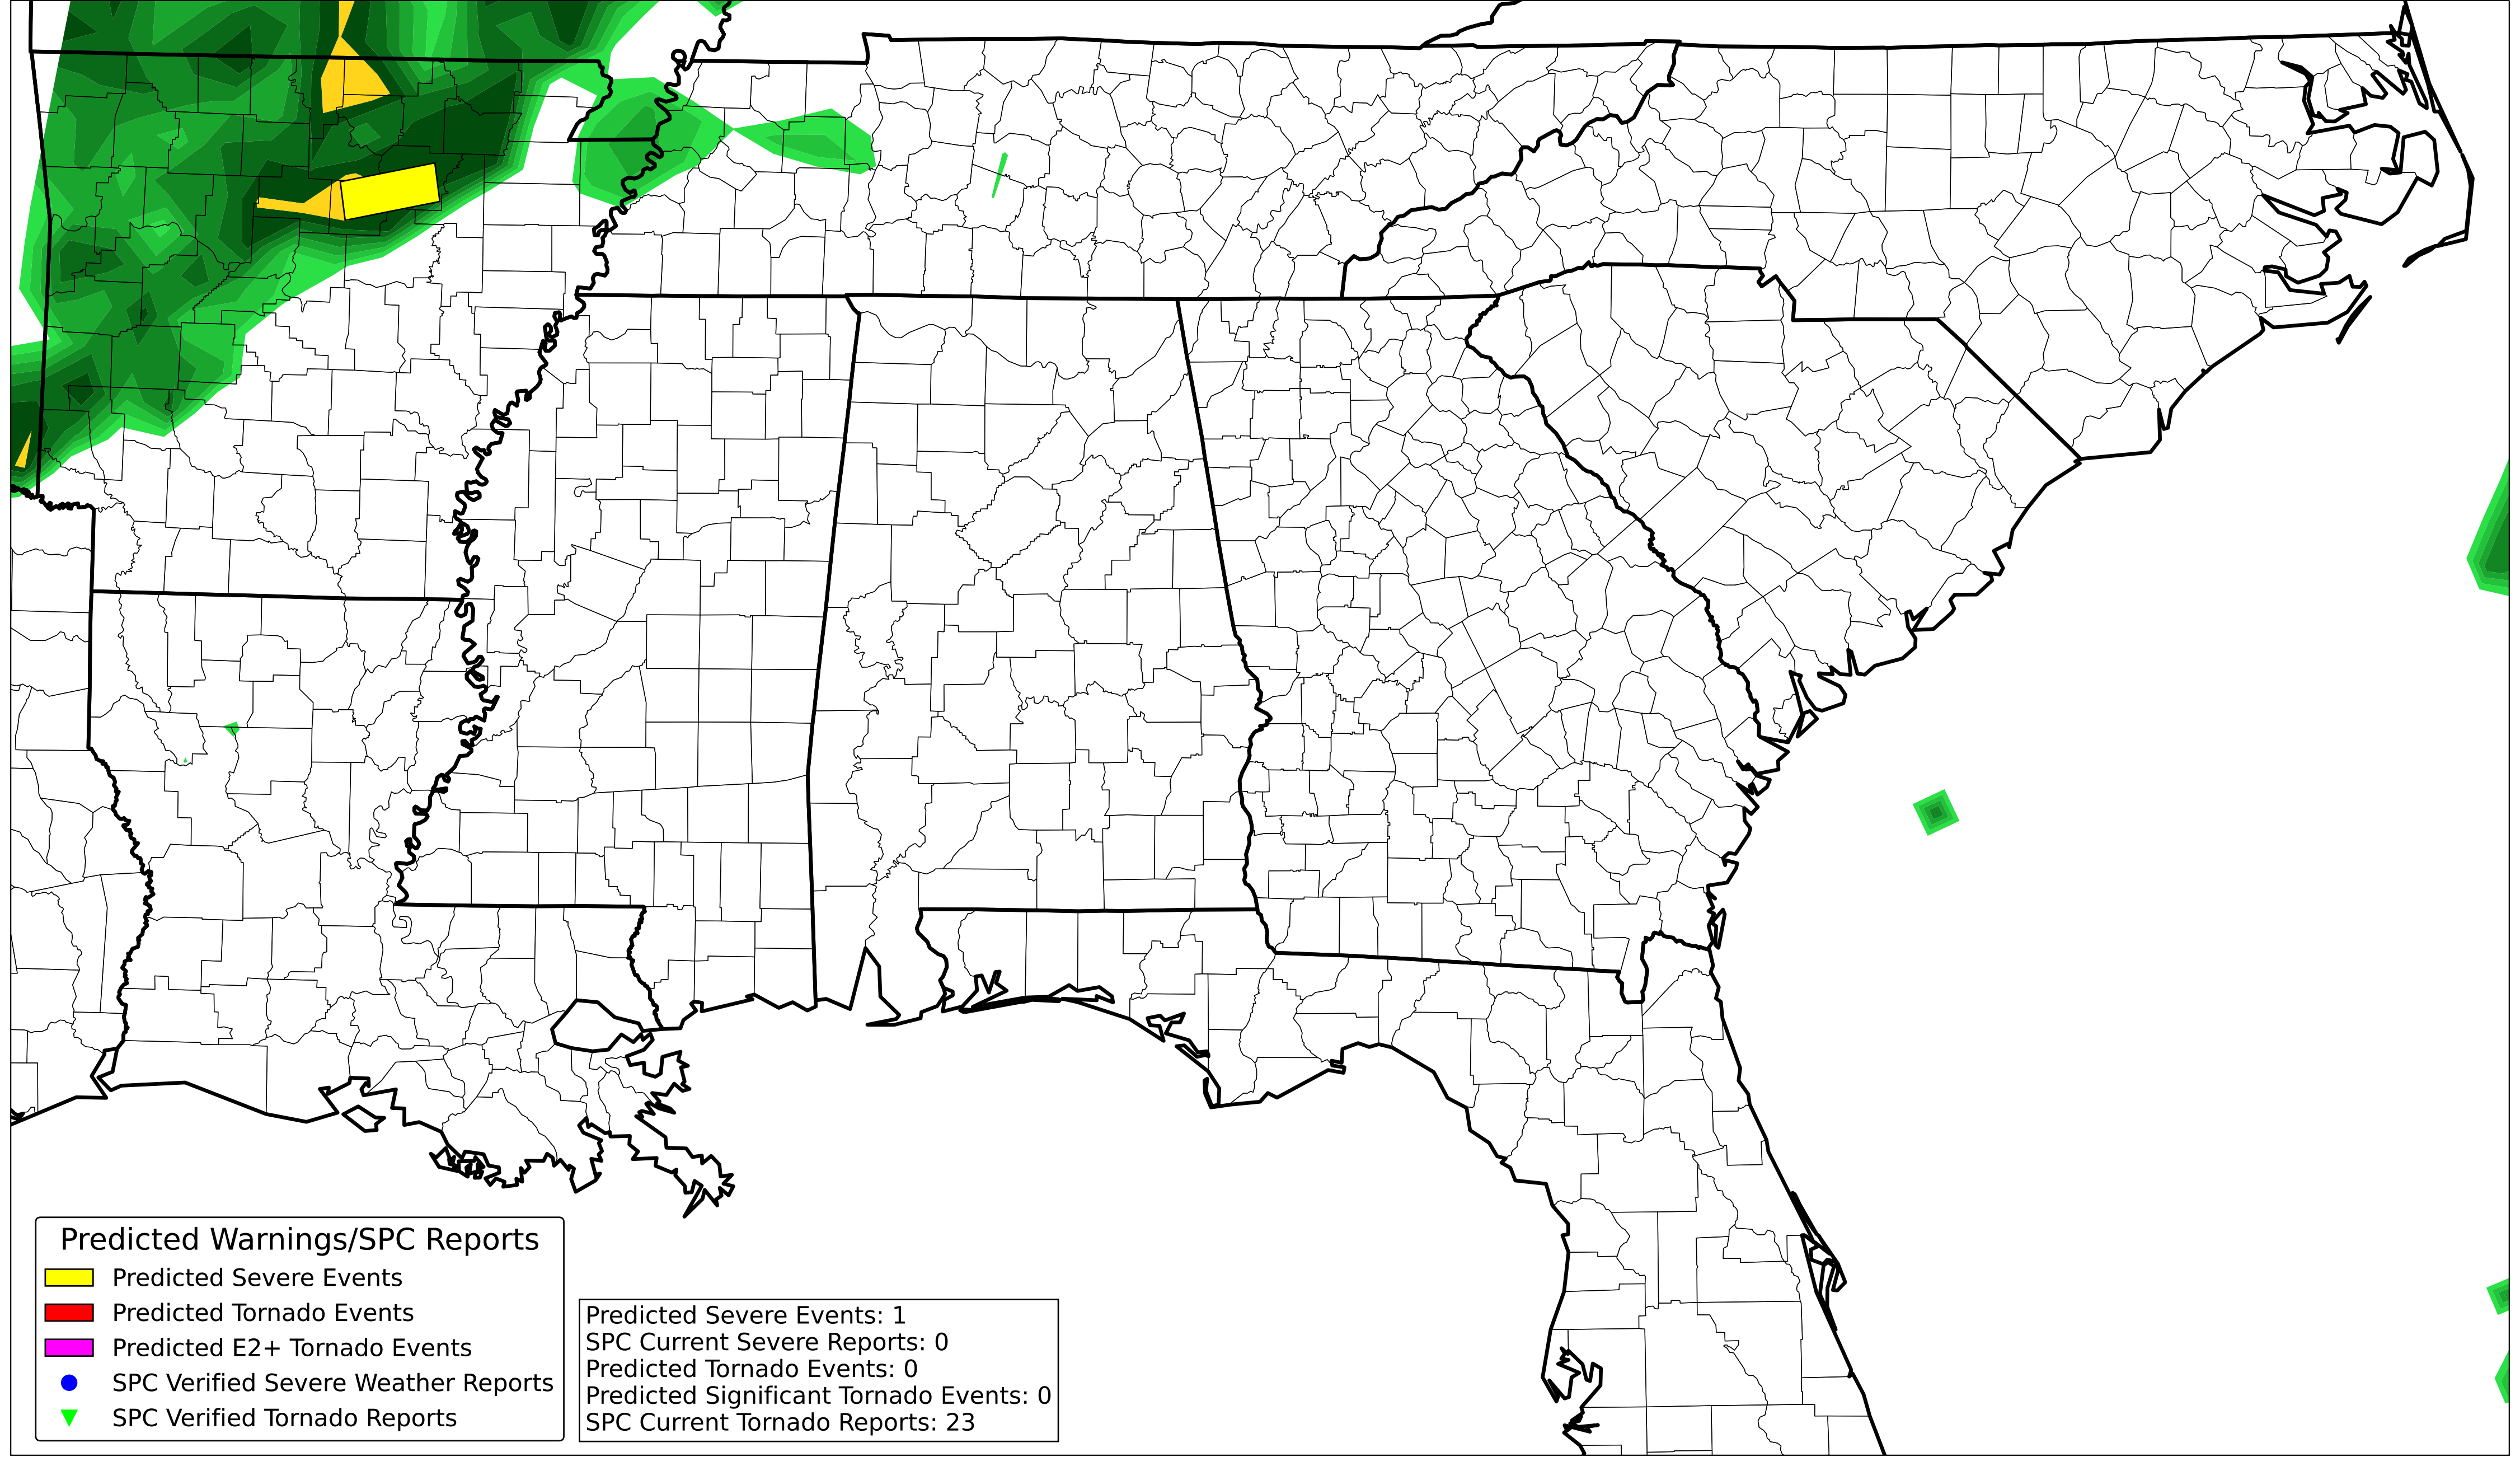 Predicted Warnings/SPC Reports
Predicted Severe Events
Predicted Tornado Events
Predicted E2+ Tornado Events
SPC Verified Severe Weather Reports
SPC Verified Tornado Reports
Predicted Severe Events: 1
SPC Current Severe Reports: 0
Predicted Tornado Events: 0
Predicted Significant Tornado Events: 0
SPC Current Tornado Reports: 23